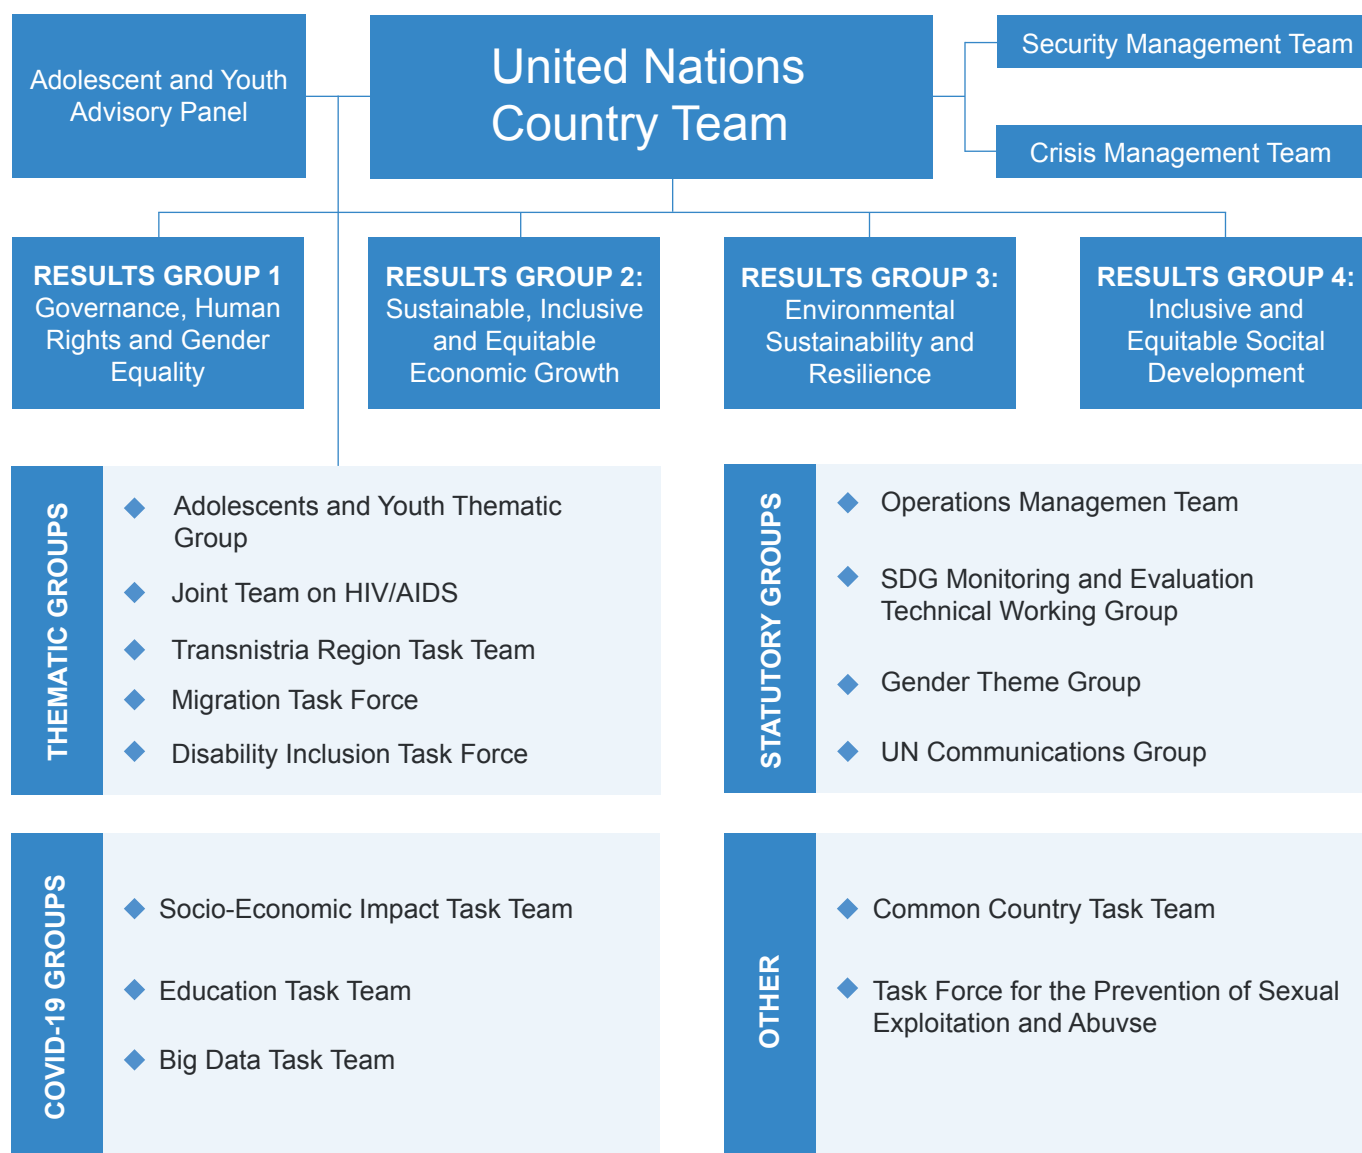 Adolescent and Youth
Advisory Panel
United Nations
Country Team
Security Management Team
Crisis Management Team
RESULTS GROUP 1
Governance, Human
Rights and Gender
Equality
RESULTS GROUP 2:
Sustainable, Inclusive
and Equitable
Economic Growth
RESULTS GROUP 3:
Environmental
Sustainability and
Resilience
RESULTS GROUP 4:
Inclusive and
Equitable Socital
Development
THEMATIC GROUPS
Adolescents and Youth Thematic
Group
Joint Team on HIV/AIDS
Transnistria Region Task Team
Migration Task Force
Disability Inclusion Task Force
STATUTORY GROUPS
Operations Managemen Team
SDG Monitoring and Evaluation
Technical Working Group
Gender Theme Group
UN Communications Group
COVID-19 GROUPS
Socio-Economic Impact Task Team
Education Task Team
Big Data Task Team
OTHER
Common Country Task Team
Task Force for the Prevention of Sexual
Exploitation and Abuvse